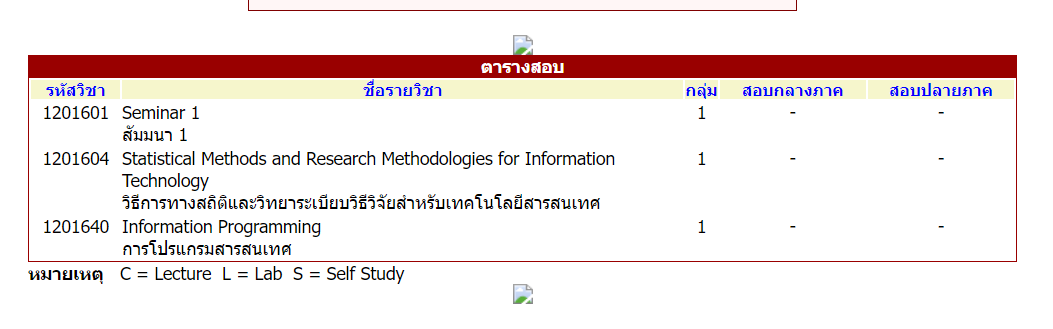 ตารางสอบ
รหัสวิชา ชื่อรายวิชา กลุ่ม สอบกลางภาค สอบปลายภาค
1201601 Seminar 1 1 - -
สัมมนา 1
1201604 Statistical Methods and Research Methodologies for Information 1 - -
Technology
วิธีการทางสถิติและวิทยาระเบียบวิธีวิจัยสำหรับเทคโนโลยีสารสนเทศ
1201640 Information Programming 1 - -
การโปรแกรมสารสนเทศ
หมายเหตุ C = Lecture L = Lab S = Self Study